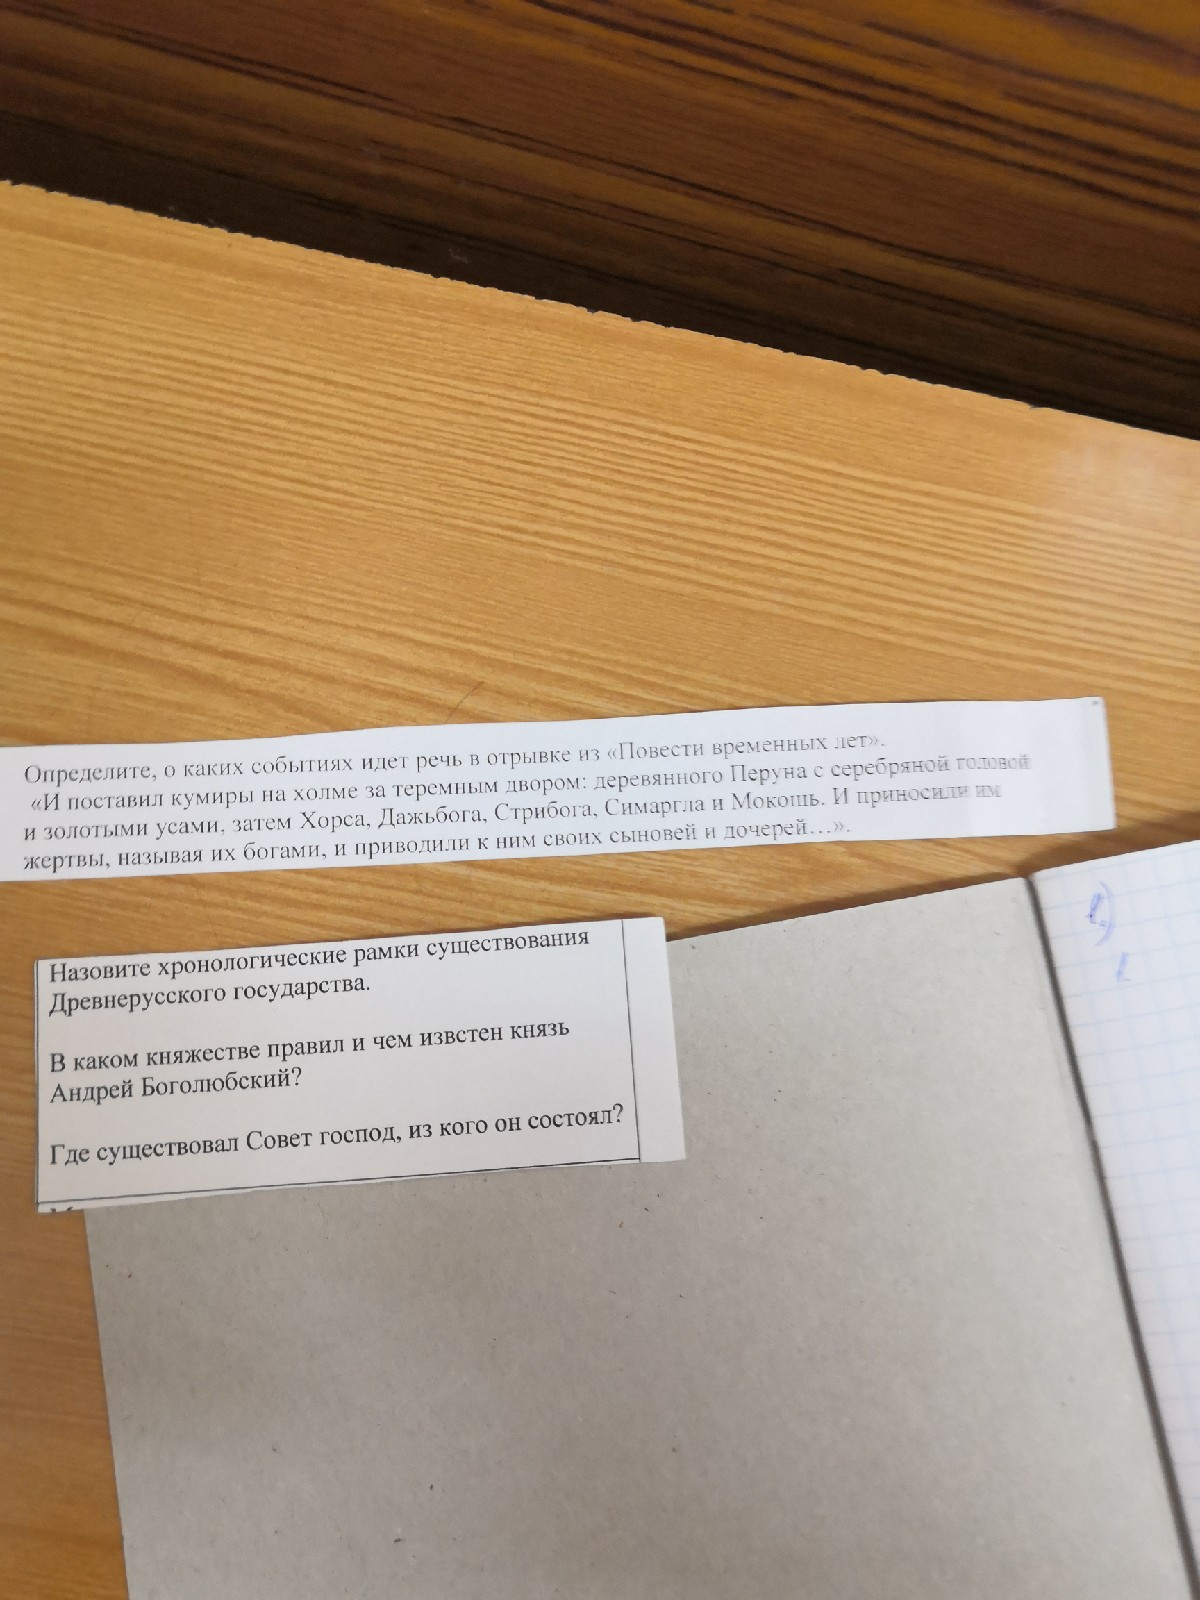 Определите, о каких событиях идет речь в отрывке из «Повести временных лет».
«И поставил кумиры на холме за теремным двором: деревянного Перуна с серебряной головой
и золотыми усами, затем Хорса, Дажьбога, Стрибога, Симаргла и Мокошь. И приносили им
жертвы, называя их богами, и приводили к ним своих сыновей и дочерей…».
Назовите хронологические рамки существования
Древнерусского государства.
В каком княжестве правил и чем извстен князь
Андрей Боголюбский?
Где существовал Совет господ, из кого он состоял?